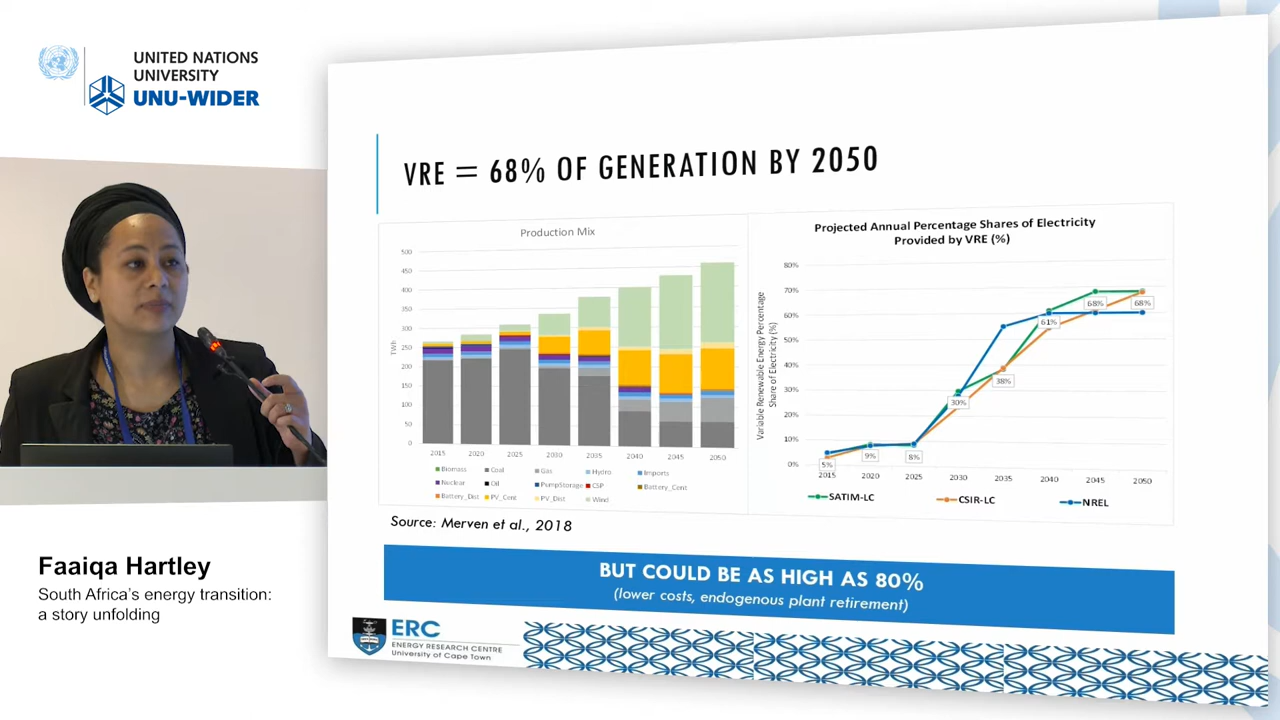 UNITED NATIONS
UNIVERSITY
UNU-WIDER
VRE = 68% OF GENERATION BY 2050
Production Mix
500
450
400
350
300
250
200
150
100
50
0
TWh
2015 2020 2025 2030 2035 2040 2045 2050
Biomass Coal Gas Hydro Imports
Nuclear Oil PumpStorage CSP Battery_Cent
Battery_Dist PV_Cent PV_Dist Wind
Projected Annual Percentage Shares of Electricity
Provided by VRE (%)
Variable Renewable Energy Percentage
Share of Electricity (%)
80%
70%
60%
50%
40%
30%
20%
10%
0%
5% 9% 8% 30% 38% 61% 68% 68%
2015 2020 2025 2030 2035 2040 2045 2050
SATIM-LC CSIR-LC NREL
Source: Merven et al., 2018
BUT COULD BE AS HIGH AS 80%
(lower costs, endogenous plant retirement)
ERC
ENERGY RESEARCH CENTRE
University of Cape Town
Faaiqa Hartley
South Africa's energy transition:
a story unfolding